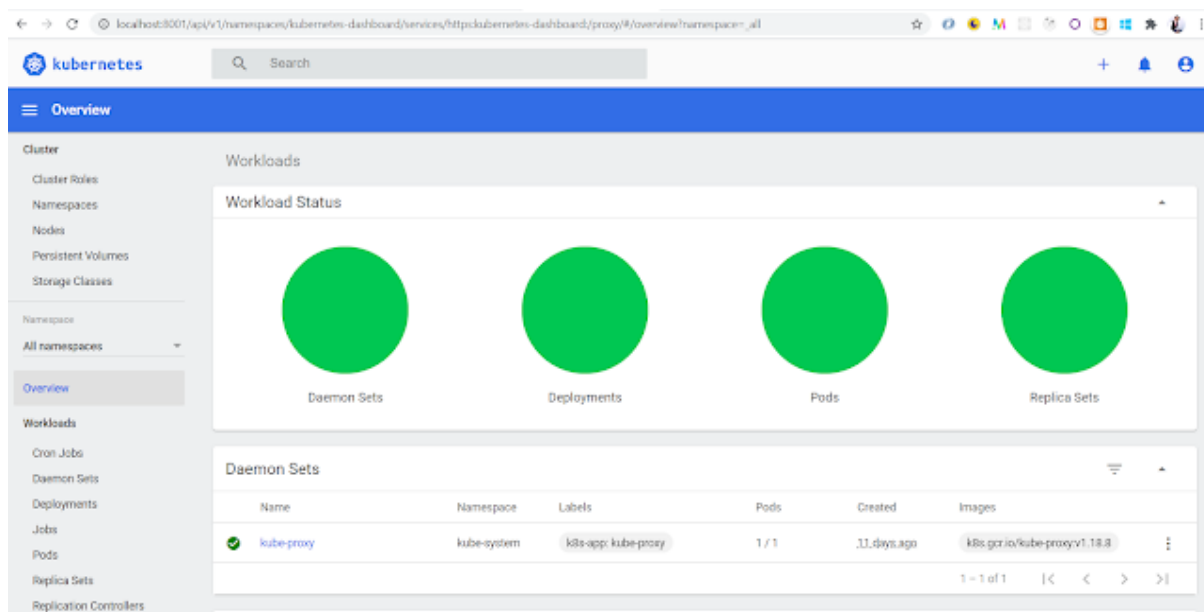 localhost:8001/api/v1/namespaces/kubernetes-dashboard/services/https:kubernetes-dashboard:/proxy/#/overview?namespace=_all
kubernetes
Search
Overview
Cluster
Cluster Roles
Namespaces
Nodes
Persistent Volumes
Storage Classes
Namespace
All namespaces
Overview
Workloads
Cron Jobs
Daemon Sets
Deployments
Jobs
Pods
Replica Sets
Replication Controllers
Workloads
Workload Status
Daemon Sets Deployments Pods Replica Sets
Daemon Sets
Name Namespace Labels Pods Created Images
kube-proxy kube-system k8s-app: kube-proxy 1 / 1 11 days ago k8s.gcr.io/kube-proxy:v1.18.8
1 – 1 of 1